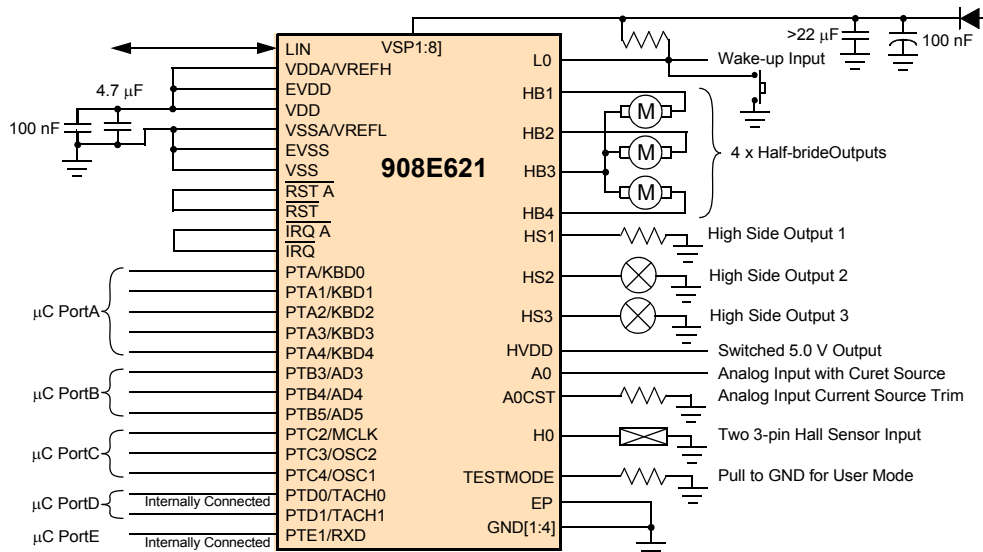 VSP1:8]
>22 μF
100 nF
LIN
VDDA/VREFH
EVDD
VDD
VSSA/VREFL
EVSS
VSS
RST A
RST
IRQ A
IRQ
PTA/KBD0
PTA1/KBD1
PTA2/KBD2
PTA3/KBD3
PTA4/KBD4
PTB3/AD3
PTB4/AD4
PTB5/AD5
PTC2/MCLK
PTC3/OSC2
PTC4/OSC1
PTD0/TACH0
PTD1/TACH1
PTE1/RXD
4.7 μF
100 nF
μC PortA
μC PortB
μC PortC
μC PortD
Internally Connected
μC PortE
Internally Connected
908E621
L0
HB1
HB2
HB3
HB4
HS1
HS2
HS3
HVDD
A0
A0CST
H0
TESTMODE
EP
GND[1:4]
M
M
M
Wake-up Input
4 x Half-brideOutputs
High Side Output 1
High Side Output 2
High Side Output 3
Switched 5.0 V Output
Analog Input with Curet Source
Analog Input Current Source Trim
Two 3-pin Hall Sensor Input
Pull to GND for User Mode